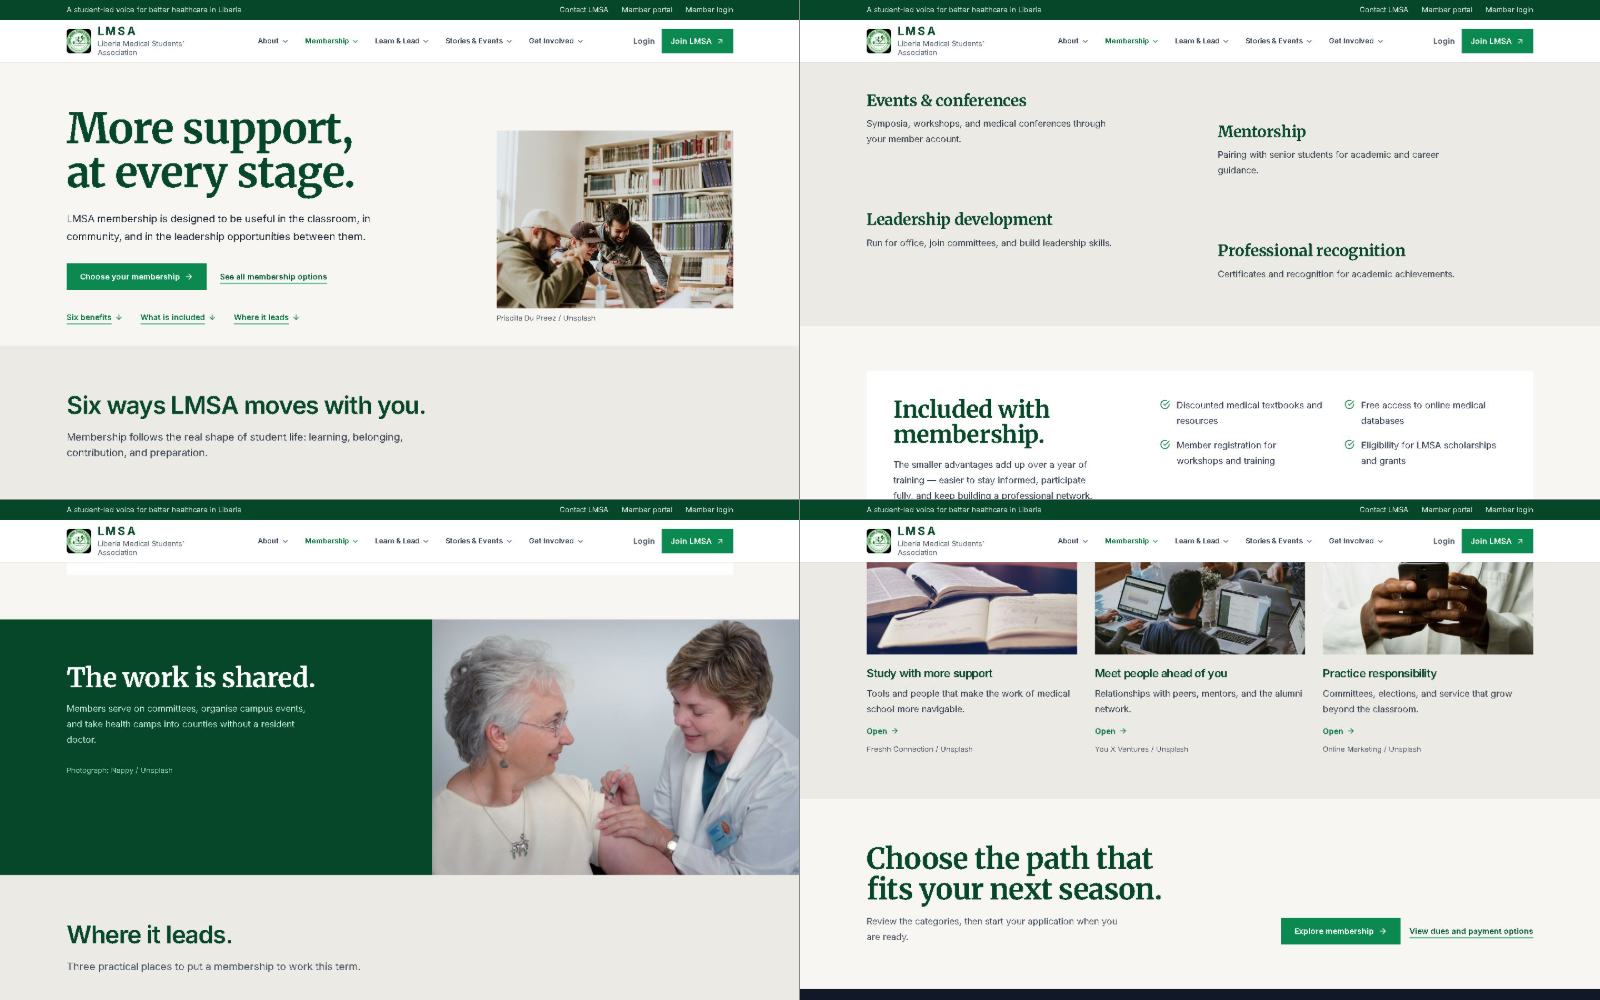 A student-led voice for better healthcare in Liberia
Contact LMSA Member portal Member login
LMSA
Liberia Medical Students'
Association
About Membership Learn & Lead Stories & Events Get Involved
Login Join LMSA
More support,
at every stage.
LMSA membership is designed to be useful in the classroom, in
community, and in the leadership opportunities between them.
Choose your membership See all membership options
Six benefits What is included Where it leads
Priscilla Du Preez / Unsplash
Six ways LMSA moves with you.
Membership follows the real shape of student life: learning, belonging,
contribution, and preparation.
A student-led voice for better healthcare in Liberia
Contact LMSA Member portal Member login
LMSA
Liberia Medical Students'
Association
About Membership Learn & Lead Stories & Events Get Involved
Login Join LMSA
Events & conferences
Symposia, workshops, and medical conferences through
your member account.
Mentorship
Pairing with senior students for academic and career
guidance.
Leadership development
Run for office, join committees, and build leadership skills.
Professional recognition
Certificates and recognition for academic achievements.
Included with
membership.
The smaller advantages add up over a year of
training — easier to stay informed, participate
fully, and keep building a professional network.
Discounted medical textbooks and
resources
Free access to online medical
databases
Member registration for
workshops and training
Eligibility for LMSA scholarships
and grants
A student-led voice for better healthcare in Liberia
Contact LMSA Member portal Member login
LMSA
Liberia Medical Students'
Association
About Membership Learn & Lead Stories & Events Get Involved
Login Join LMSA
The work is shared.
Members serve on committees, organise campus events,
and take health camps into counties without a resident
doctor.
Photograph: Nappy / Unsplash
Where it leads.
Three practical places to put a membership to work this term.
A student-led voice for better healthcare in Liberia
Contact LMSA Member portal Member login
LMSA
Liberia Medical Students'
Association
About Membership Learn & Lead Stories & Events Get Involved
Login Join LMSA
Study with more support
Tools and people that make the work of medical
school more navigable.
Open
Freshh Connection / Unsplash
Meet people ahead of you
Relationships with peers, mentors, and the alumni
network.
Open
You X Ventures / Unsplash
Practice responsibility
Committees, elections, and service that grow
beyond the classroom.
Open
Online Marketing / Unsplash
Choose the path that
fits your next season.
Review the categories, then start your application when you
are ready.
Explore membership View dues and payment options